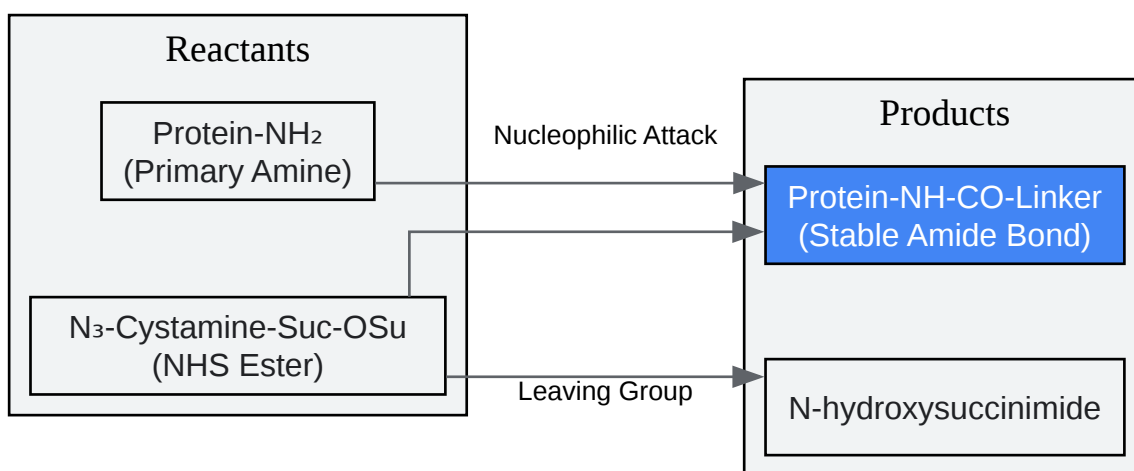 Reactants
Protein-NH₂
(Primary Amine)
N₃-Cystamine-Suc-OSu
(NHS Ester)
Nucleophilic Attack
Leaving Group
Products
Protein-NH-CO-Linker
(Stable Amide Bond)
N-hydroxysuccinimide